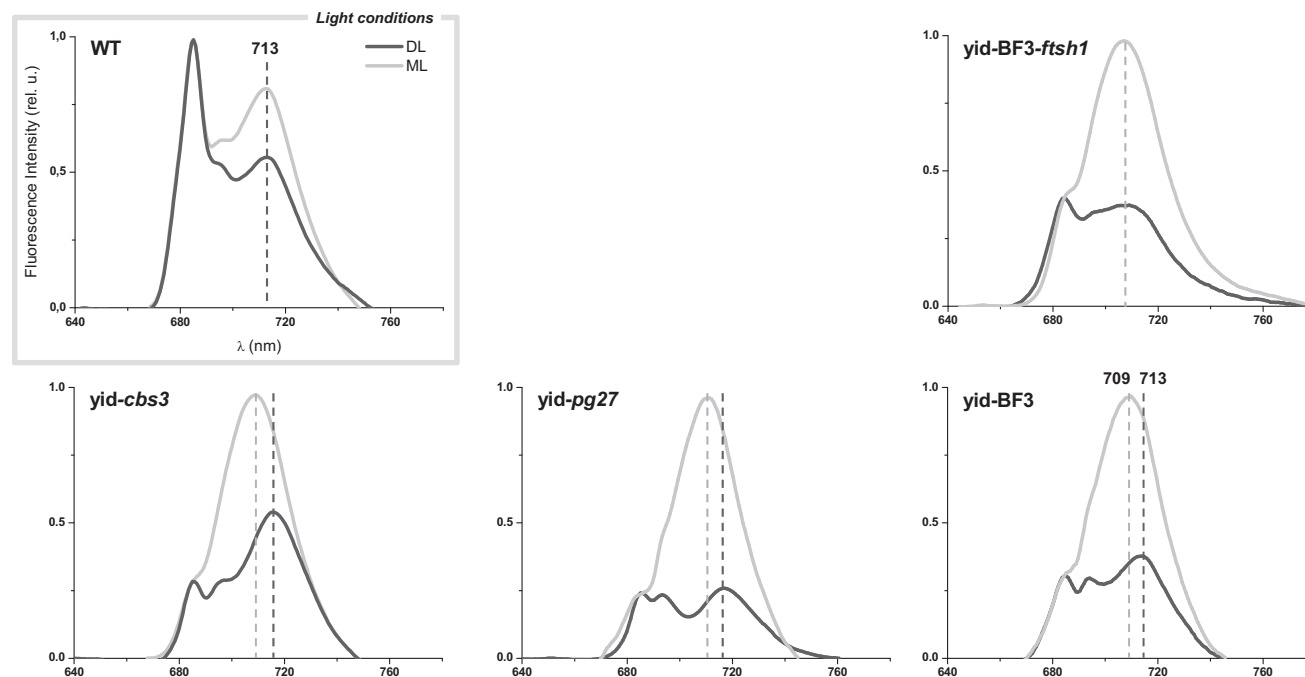 Light conditions
WT
713
DL
ML
1,0
0,5
0,0
Fluorescence Intensity (rel. u.)
640 680 720 760
λ (nm)
yid-BF3-ftsh1
1.0
0.5
0.0
640 680 720 760
yid-cbs3
1.0
0.5
0.0
640 680 720 760
yid-pg27
1.0
0.5
0.0
640 680 720 760
709 713
yid-BF3
1.0
0.5
0.0
640 680 720 760